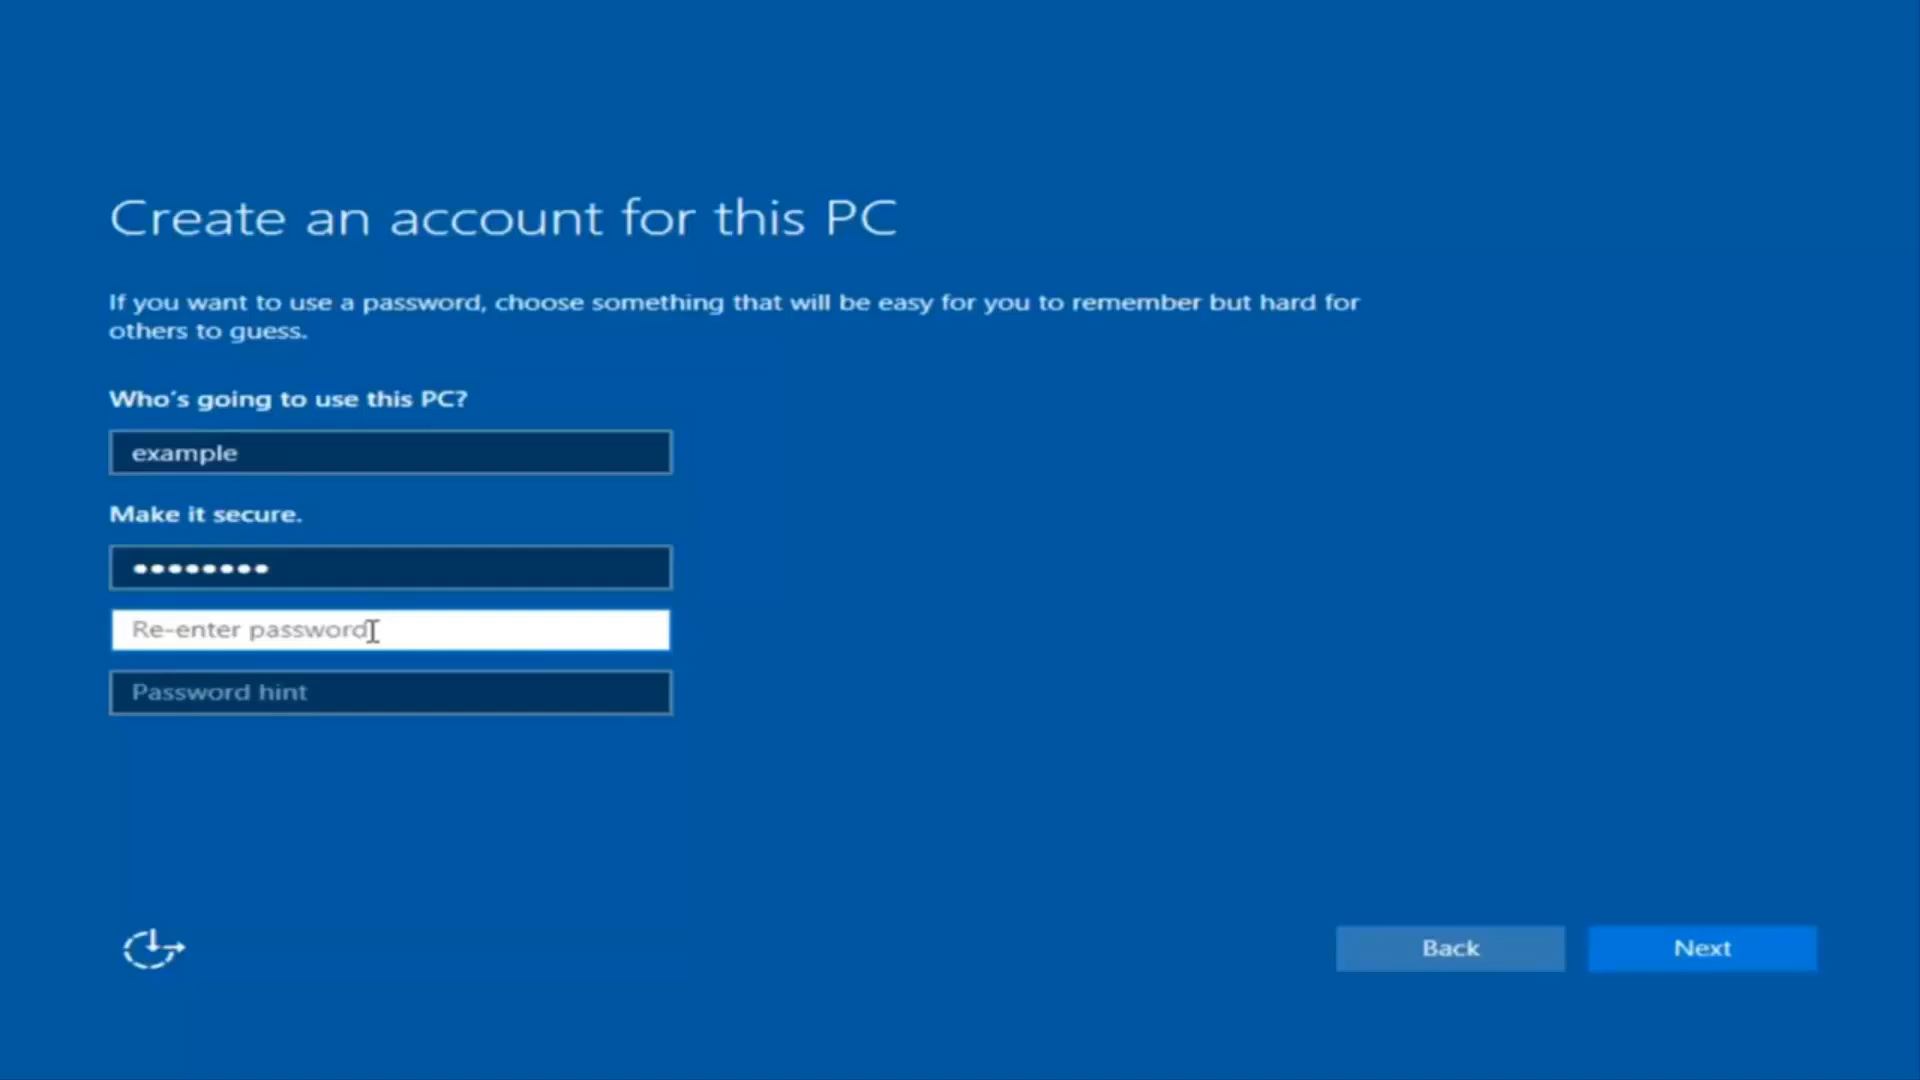 Create an account for this PC
If you want to use a password, choose something that will be easy for you to remember but hard for
others to guess.
Who's going to use this PC?
example
Make it secure.
••••••••
Re-enter password
Password hint
Back
Next